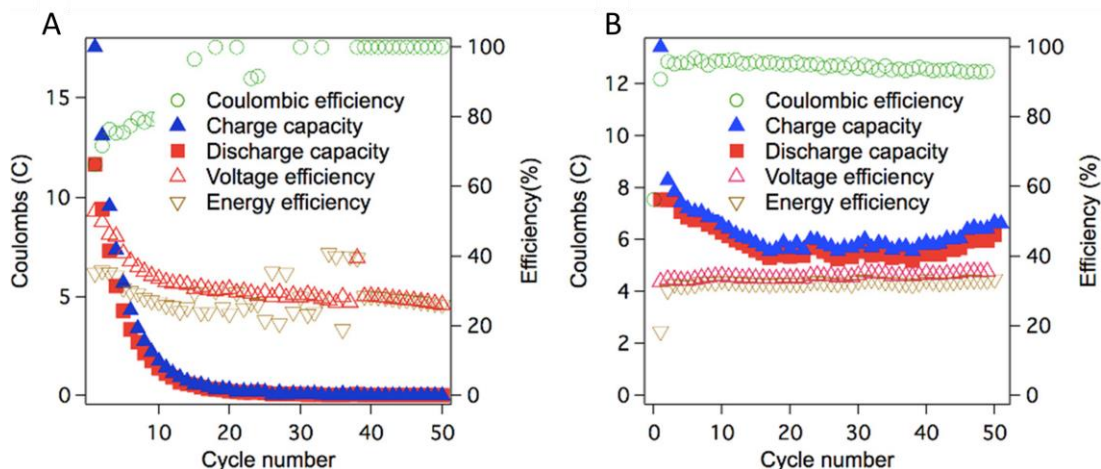 A
15
10
5
0
Coulombs (C)
Coulombic efficiency
Charge capacity
Discharge capacity
Voltage efficiency
Energy efficiency
100
80
60
40
20
0
Efficiency(%)
10
20
30
40
50
Cycle number
B
12
10
8
6
4
2
0
Coulombs (C)
Coulombic efficiency
Charge capacity
Discharge capacity
Voltage efficiency
Energy efficiency
100
80
60
40
20
0
Efficiency (%)
0
10
20
30
40
50
Cycle number